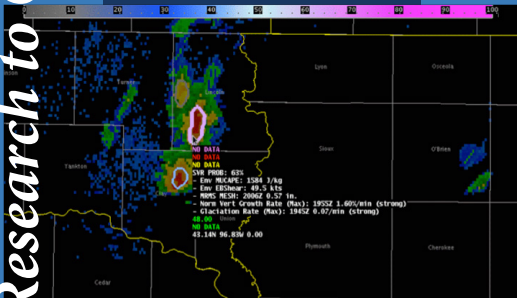 0 10 20 30 40 50 60 70 80 90 100
Research to
Lyon
Osceola
Turner
Sioux
O'Brien
Yankton
NO DATA
NO DATA
NO DATA
SVR PROB: 63%
- Env MUCAPE: 1584 J/kg
- Env EBShear: 49.5 kts
- MRMS MESH: 2006Z 0.57 in.
- Norm Vert Growth Rate (Max): 1955Z 1.60%/min (strong)
- Glaciation Rate (Max): 1945Z 0.07/min (strong)
48.00
Union
NO DATA
43.14N 96.83W 0.00
Plymouth
Cherokee
Cedar